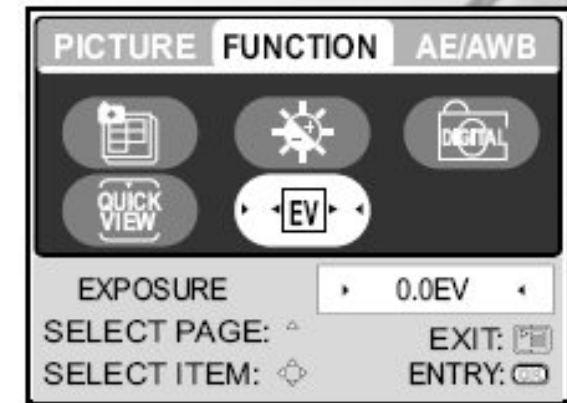 PICTURE FUNCTION AE/AWB
DIGITAL
QUICK
VIEW
EV
EXPOSURE 0.0EV
SELECT PAGE: EXIT:
SELECT ITEM: ENTRY: